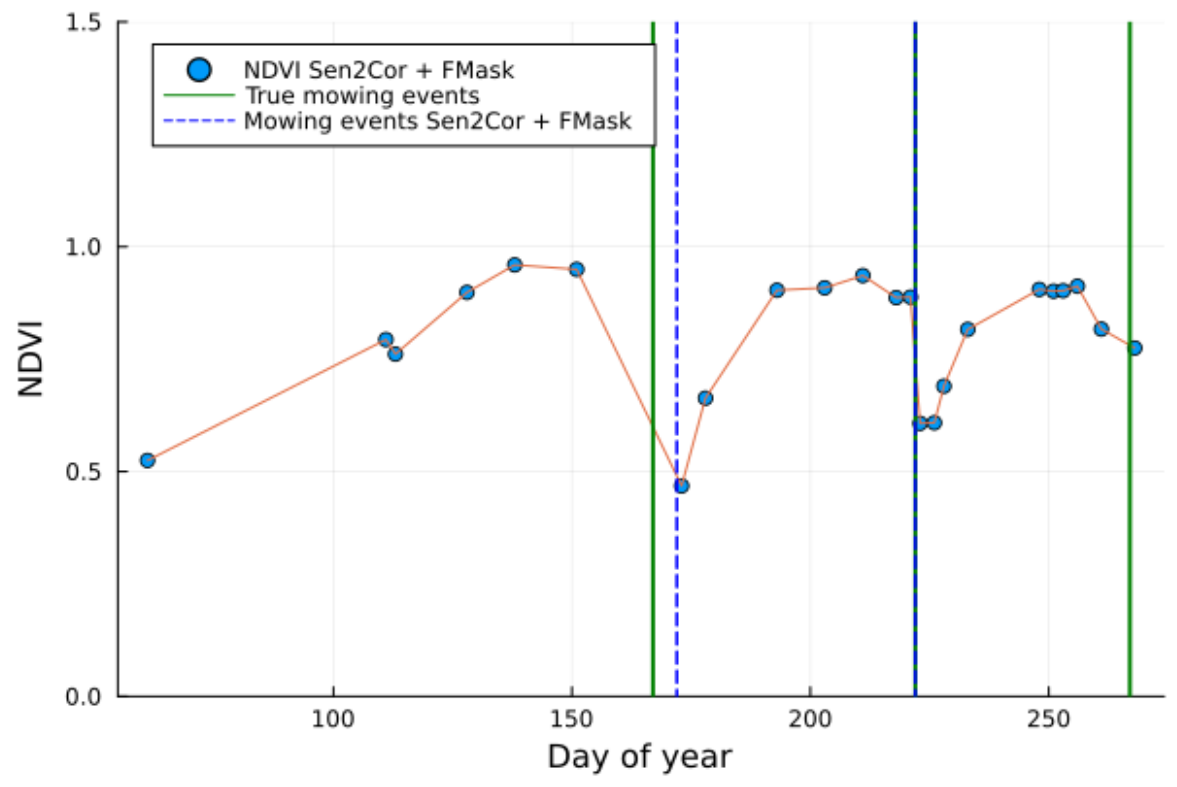 1.5
NDVI Sen2Cor + FMask
True mowing events
Mowing events Sen2Cor + FMask
1.0
NDVI
0.5
0.0
100 150 200 250
Day of year